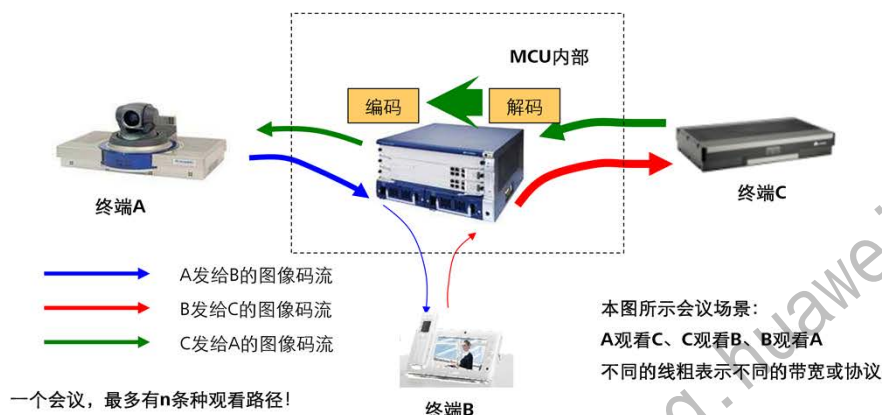 MCU内部
编码
解码
终端A
终端C
A发给B的图像码流
B发给C的图像码流
C发给A的图像码流
本图所示会议场景：
A观看C、C观看B、B观看A
不同的线粗表示不同的带宽或协议
一个会议，最多有n条种观看路径！
终端B
g.huawei